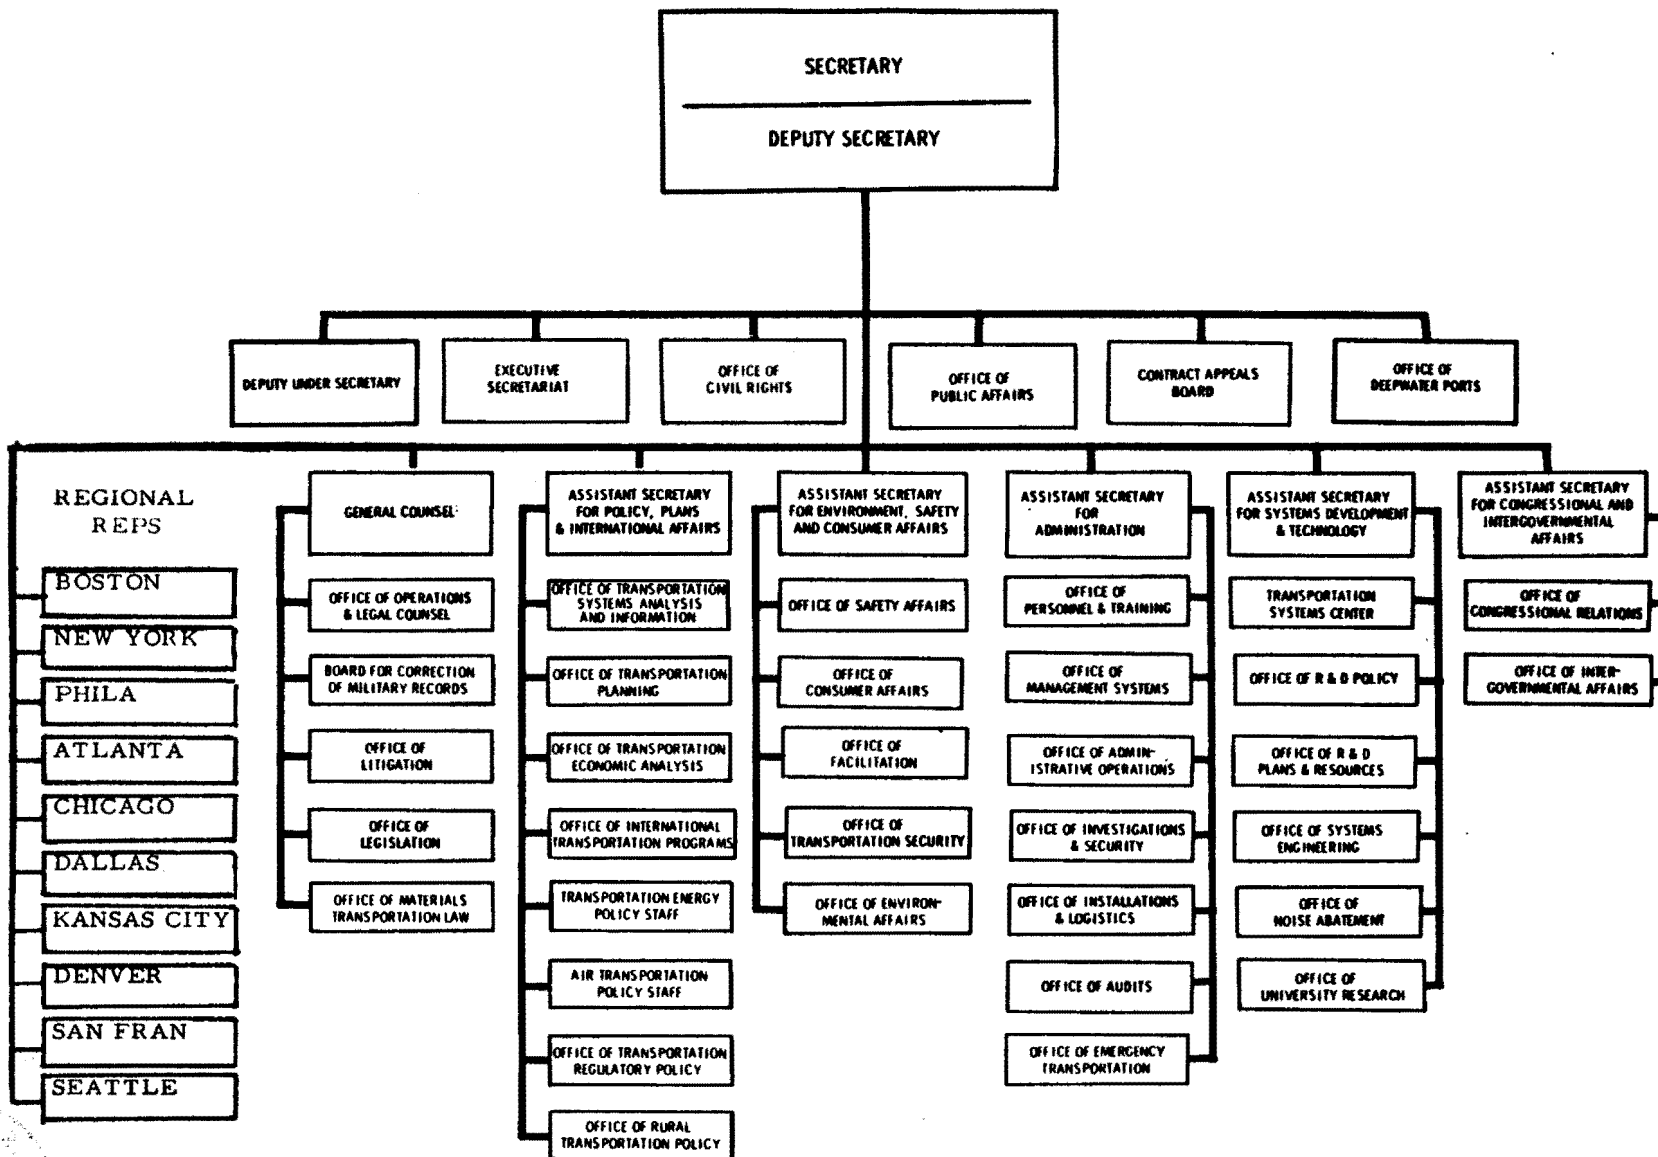 SECRETARY
DEPUTY SECRETARY
DEPUTY UNDER SECRETARY
EXECUTIVE
SECRETARIAT
OFFICE OF
CIVIL RIGHTS
OFFICE OF
PUBLIC AFFAIRS
CONTRACT APPEALS
BOARD
OFFICE OF
DEEPWATER PORTS
REGIONAL
REPS
BOSTON
NEW YORK
PHILA
ATLANTA
CHICAGO
DALLAS
KANSAS CITY
DENVER
SAN FRAN
SEATTLE
GENERAL COUNSEL
OFFICE OF OPERATIONS
& LEGAL COUNSEL
BOARD FOR CORRECTION
OF MILITARY RECORDS
OFFICE OF
LITIGATION
OFFICE OF
LEGISLATION
OFFICE OF MATERIALS
TRANSPORTATION LAW
ASSISTANT SECRETARY
FOR POLICY, PLANS
& INTERNATIONAL AFFAIRS
OFFICE OF TRANSPORTATION
SYSTEMS ANALYSIS
AND INFORMATION
OFFICE OF TRANSPORTATION
PLANNING
OFFICE OF TRANSPORTATION
ECONOMIC ANALYSIS
OFFICE OF INTERNATIONAL
TRANSPORTATION PROGRAMS
TRANSPORTATION ENERGY
POLICY STAFF
AIR TRANSPORTATION
POLICY STAFF
OFFICE OF TRANSPORTATION
REGULATORY POLICY
OFFICE OF RURAL
TRANSPORTATION POLICY
ASSISTANT SECRETARY
FOR ENVIRONMENT, SAFETY
AND CONSUMER AFFAIRS
OFFICE OF SAFETY AFFAIRS
OFFICE OF
CONSUMER AFFAIRS
OFFICE OF
FACILITATION
OFFICE OF
TRANSPORTATION SECURITY
OFFICE OF ENVIRON-
MENTAL AFFAIRS
ASSISTANT SECRETARY
FOR
ADMINISTRATION
OFFICE OF
PERSONNEL & TRAINING
OFFICE OF
MANAGEMENT SYSTEMS
OFFICE OF ADMIN-
ISTRATIVE OPERATIONS
OFFICE OF INVESTIGATIONS
& SECURITY
OFFICE OF INSTALLATIONS
& LOGISTICS
OFFICE OF AUDITS
OFFICE OF EMERGENCY
TRANSPORTATION
ASSISTANT SECRETARY
FOR SYSTEMS DEVELOPMENT
& TECHNOLOGY
TRANSPORTATION
SYSTEMS CENTER
OFFICE OF R & D POLICY
OFFICE OF R & D
PLANS & RESOURCES
OFFICE OF SYSTEMS
ENGINEERING
OFFICE OF
NOISE ABATEMENT
OFFICE OF
UNIVERSITY RESEARCH
ASSISTANT SECRETARY
FOR CONGRESSIONAL AND
INTERGOVERNMENTAL
AFFAIRS
OFFICE OF
CONGRESSIONAL RELATIONS
OFFICE OF INTER-
GOVERNMENTAL AFFAIRS